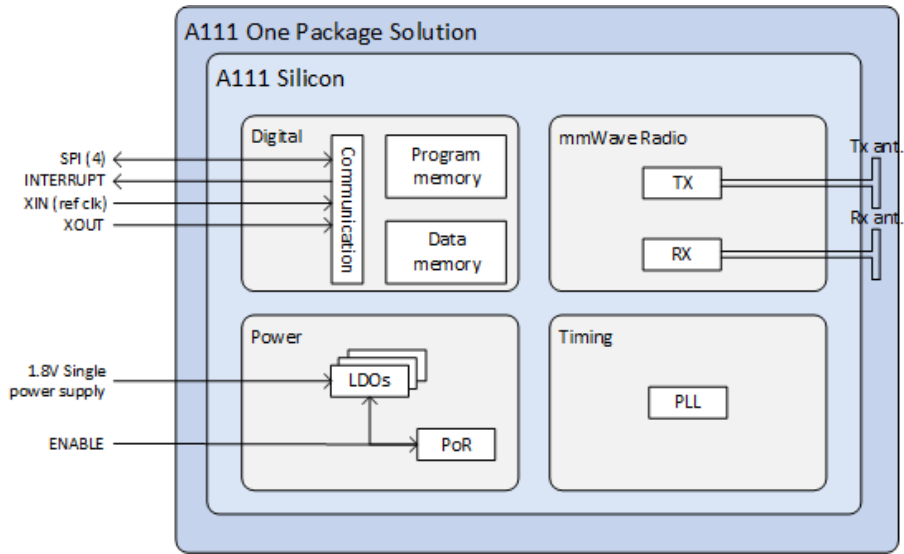 A111 One Package Solution
A111 Silicon
Digital
Communication
Program
memory
Data
memory
mmWave Radio
TX
RX
Tx ant.
Rx ant.
SPI (4)
INTERRUPT
XIN (ref clk)
XOUT
Power
LDOs
PoR
1.8V Single
power supply
ENABLE
Timing
PLL